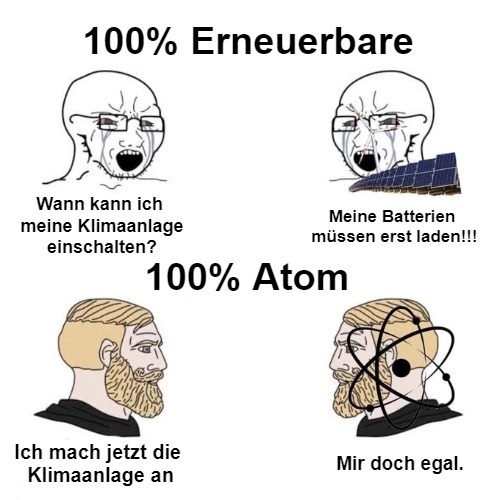 100% Erneuerbare
Wann kann ich
meine Klimaanlage
einschalten?
Meine Batterien
müssen erst laden!!!
100% Atom
Ich mach jetzt die
Klimaanlage an
Mir doch egal.